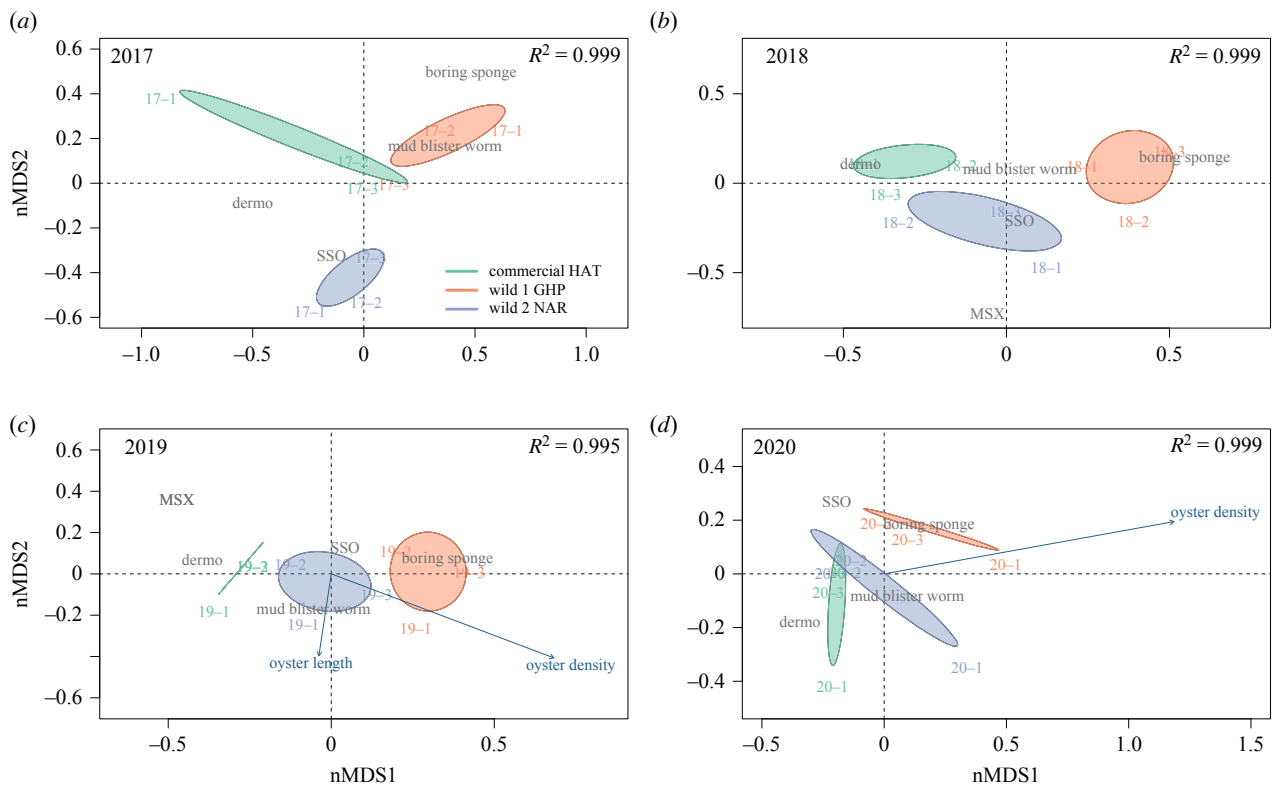 (a)
2017
R² = 0.999
boring sponge
0.6
0.4
17–1
17–2
17–1
0.2
mud blister worm
17–2
0
17–3
17–3
dermo
–0.2
SSO
17–3
–0.4
17–1
17–2
–0.6
commercial HAT
wild 1 GHP
wild 2 NAR
nMDS2
–1.0
–0.5
0
0.5
1.0
(b)
2018
R² = 0.999
0.5
dermo
18–2
mud blister worm
18–1
18–3
boring sponge
0
18–3
18–2
18–3
SSO
18–2
18–1
–0.5
MSX
–0.5
0
0.5
(c)
2019
R² = 0.995
0.6
0.4
MSX
0.2
SSO
19–2
dermo
19–2
boring sponge
19–3
0
19–3
mud blister worm
19–1
19–1
19–1
–0.2
oyster length
oyster density
–0.4
–0.6
nMDS2
–0.5
0
0.5
nMDS1
(d)
2020
R² = 0.999
0.4
SSO
oyster density
0.2
boring sponge
20–3
20–1
20–2
0
20–3
mud blister worm
dermo
–0.2
20–1
20–1
–0.4
–0.5
0
0.5
1.0
1.5
nMDS1